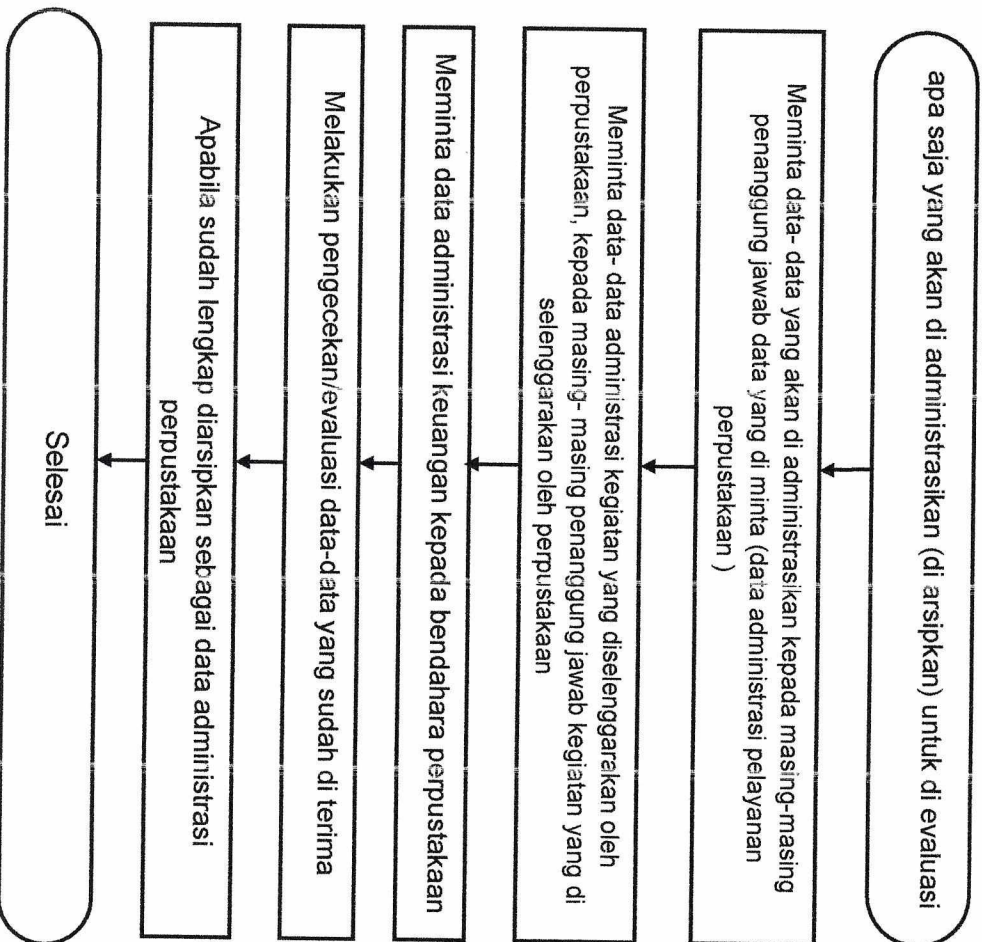 apa saja yang akan di administrasikan (di arsipkan) untuk di evaluasi
Meminta data- data yang akan di administrasikan kepada masing-masing
penanggung jawab data yang di minta (data administrasi pelayanan
perpustakaan )
Meminta data- data administrasi kegiatan yang diselenggarakan oleh
perpustakaan, kepada masing- masing penanggung jawab kegiatan yang di
selenggarakan oleh perpustakaan
Meminta data administrasi keuangan kepada bendahara perpustakaan
Melakukan pengecekan/evaluasi data-data yang sudah di terima
Apabila sudah lengkap diarsipkan sebagai data administrasi
perpustakaan
Selesai